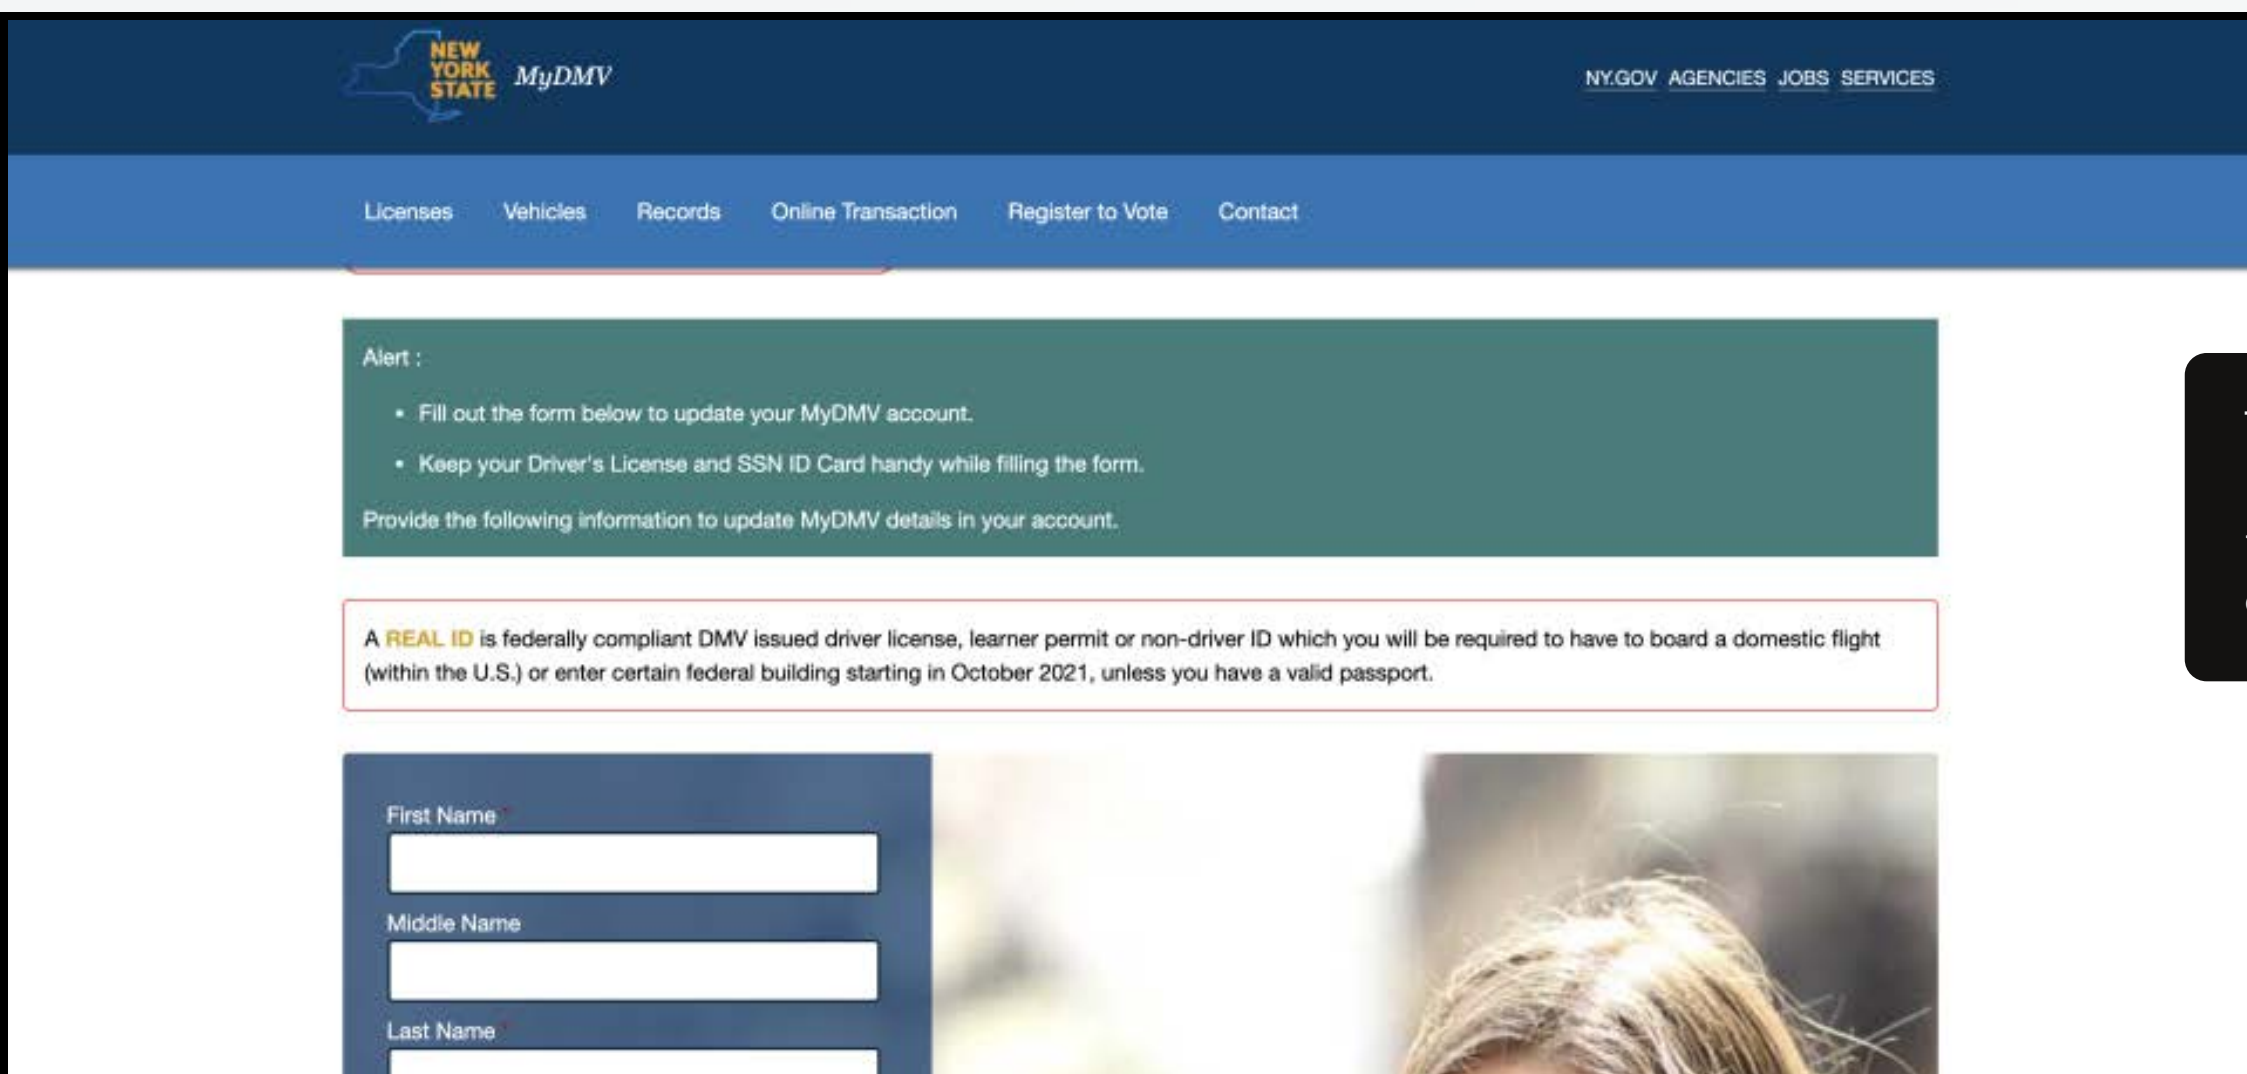 NEW
YORK
STATE
MyDMV
NY.GOV AGENCIES JOBS SERVICES
Licenses Vehicles Records Online Transaction Register to Vote Contact
Alert :
• Fill out the form below to update your MyDMV account.
• Keep your Driver's License and SSN ID Card handy while filling the form.
Provide the following information to update MyDMV details in your account.
A REAL ID is federally compliant DMV issued driver license, learner permit or non-driver ID which you will be required to have to board a domestic flight
(within the U.S.) or enter certain federal building starting in October 2021, unless you have a valid passport.
First Name *
Middle Name
Last Name *